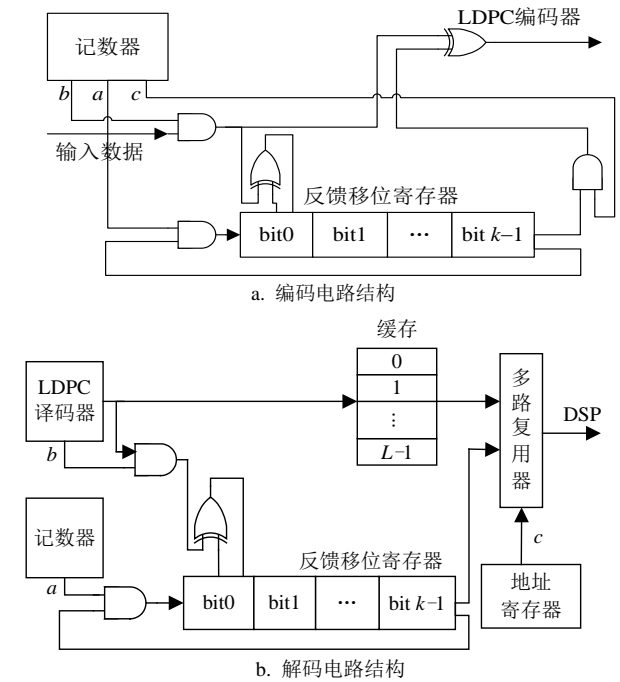 LDPC编码器
记数器
b a c
输入数据
反馈移位寄存器
bit0 bit1 ··· bit k−1
a. 编码电路结构
缓存
0
1
⋮
L-1
LDPC
译码器
b
多路复用器
DSP
记数器
a
反馈移位寄存器
bit0 bit1 ··· bit k-1
c
地址
寄存器
b. 解码电路结构